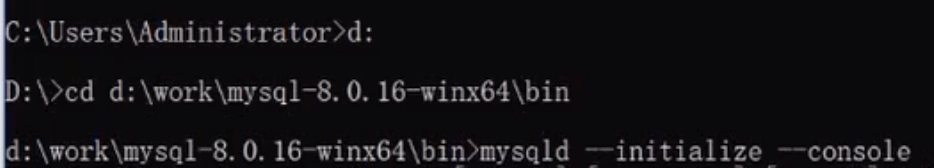 C:\Users\Administrator>d:
D:\>cd d:\work\mysql-8.0.16-winx64\bin
d:\work\mysql-8.0.16-winx64\bin>mysqld --initialize --console